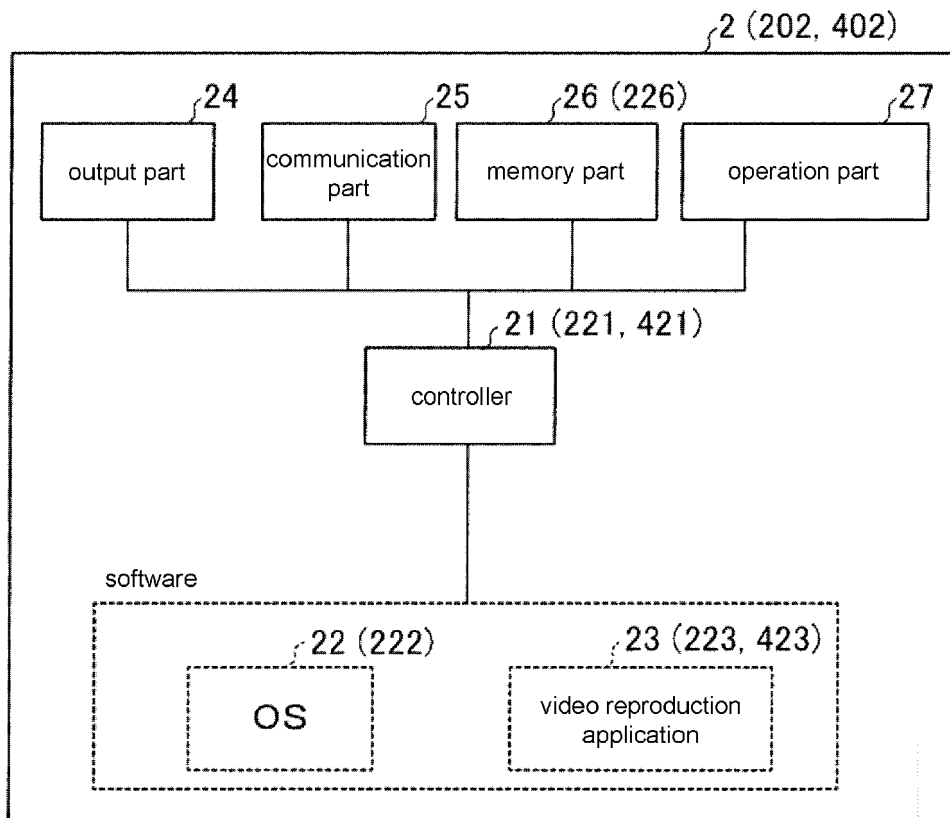 2 (202, 402)
24
25
26 (226)
27
output part
communication
part
memory part
operation part
21 (221, 421)
controller
software
22 (222)
23 (223, 423)
OS
video reproduction
application